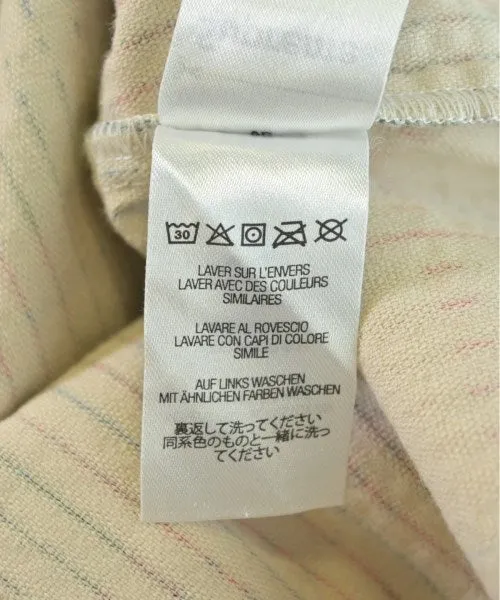 30
LAVER SUR L'ENVERS
LAVER AVEC DES COULEURS
SIMILAIRES
LAVARE AL ROVESCIO
LAVARE CON CAPI DI COLORE
SIMILE
AUF LINKS WASCHEN
MIT ÄHNLICHEN FARBEN WASCHEN
裏返して洗ってください
同系色のものと一緒に洗っ
てください